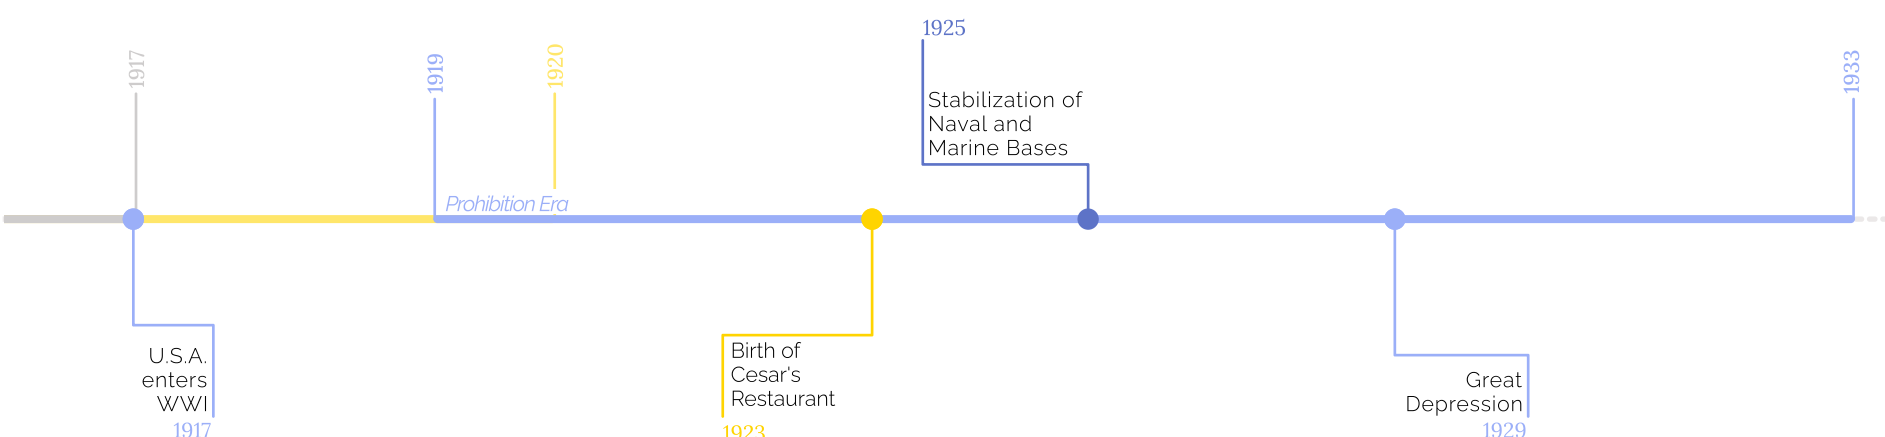 1917
1919
1920
1925
1933
Stabilization of
Naval and
Marine Bases
Prohibition Era
U.S.A.
enters
WWI
1917
Birth of
Cesar's
Restaurant
1923
Great
Depression
1929